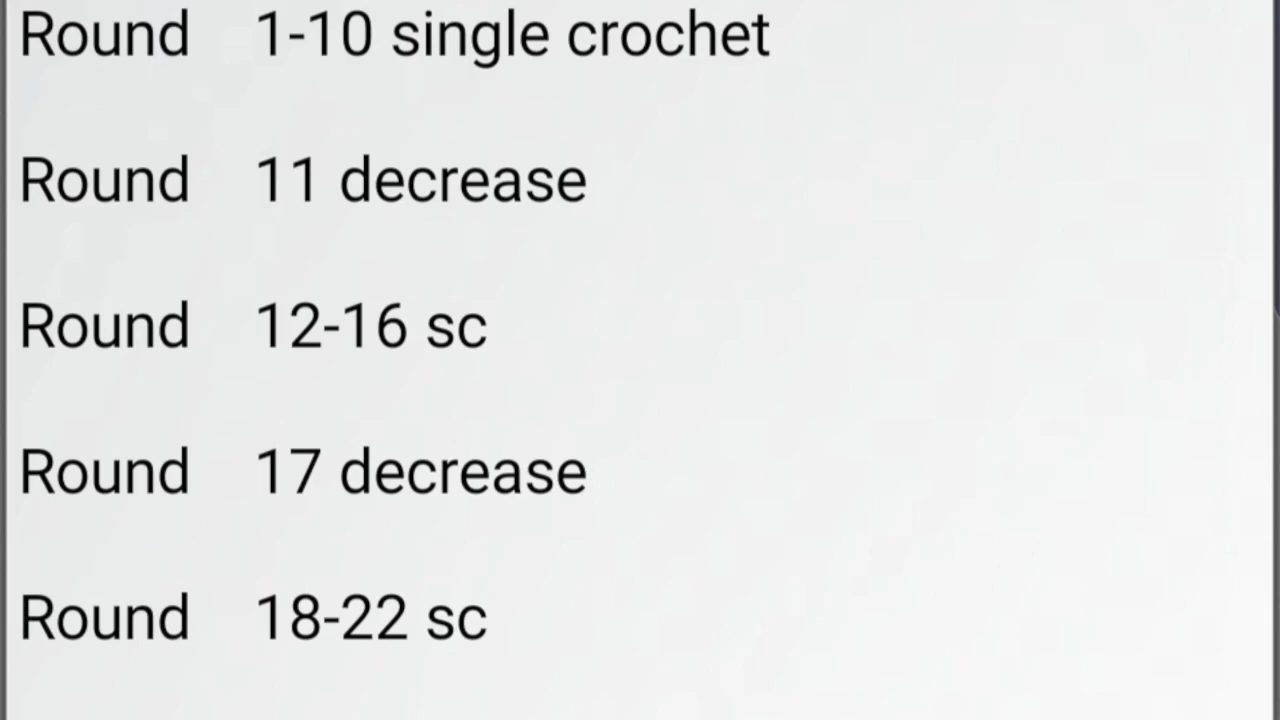 Round 1-10 single crochet
Round 11 decrease
Round 12-16 sc
Round 17 decrease
Round 18-22 sc